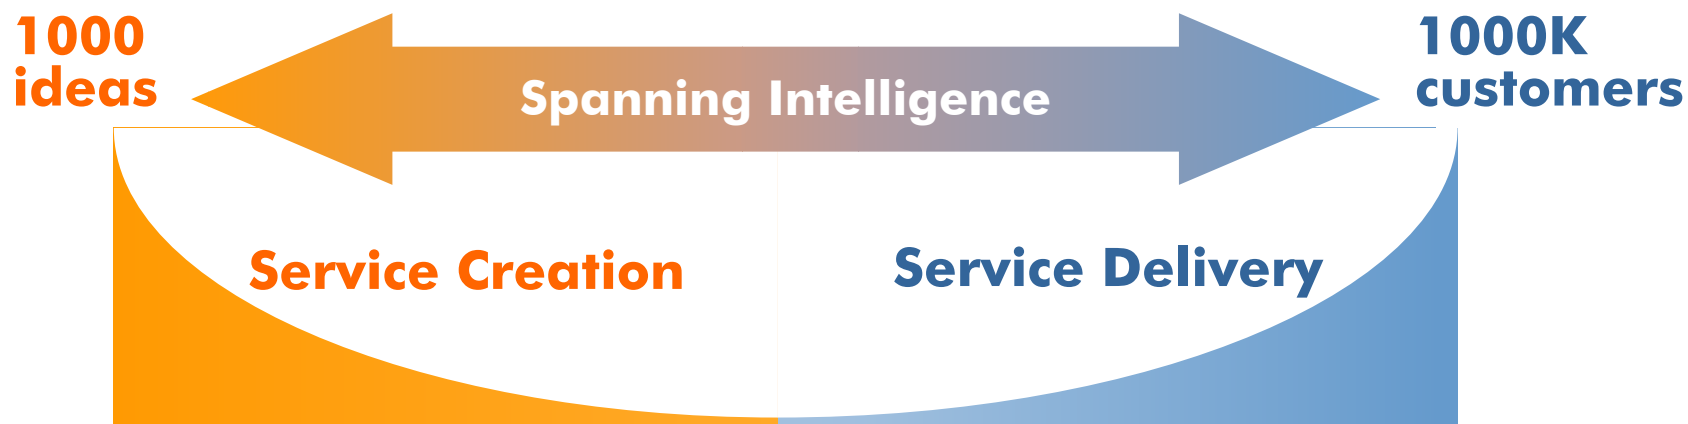 1000
ideas
Spanning Intelligence
1000K
customers
Service Creation
Service Delivery